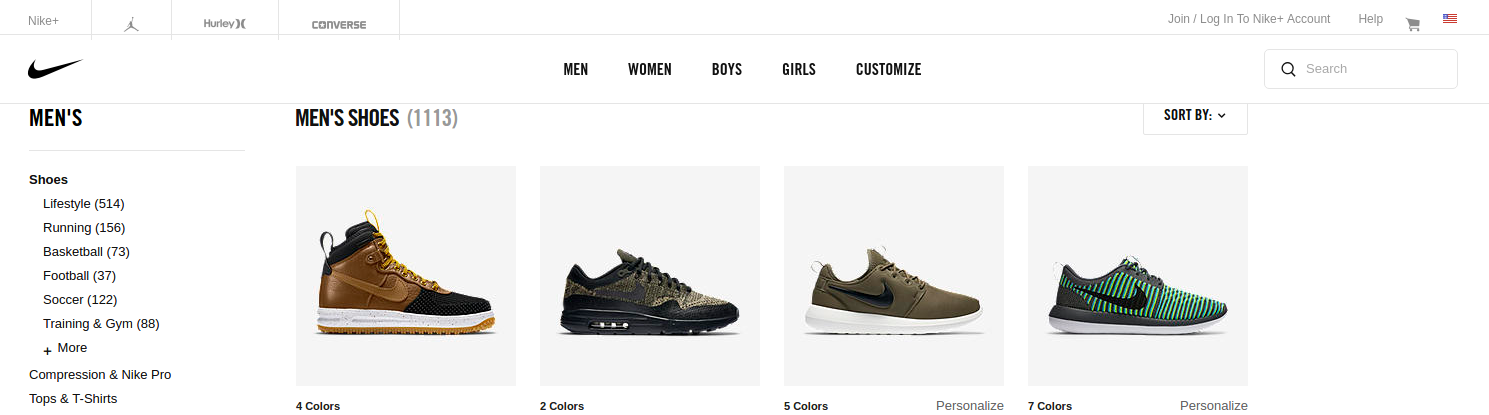 Nike+
Hurley
CONVERSE
Join / Log In To Nike+ Account
Help
MEN
WOMEN
BOYS
GIRLS
CUSTOMIZE
Search
MEN'S
MEN'S SHOES (1113)
SORT BY:
Shoes
Lifestyle (514)
Running (156)
Basketball (73)
Football (37)
Soccer (122)
Training & Gym (88)
+ More
Compression & Nike Pro
Tops & T-Shirts
4 Colors
2 Colors
5 Colors
Personalize
7 Colors
Personalize